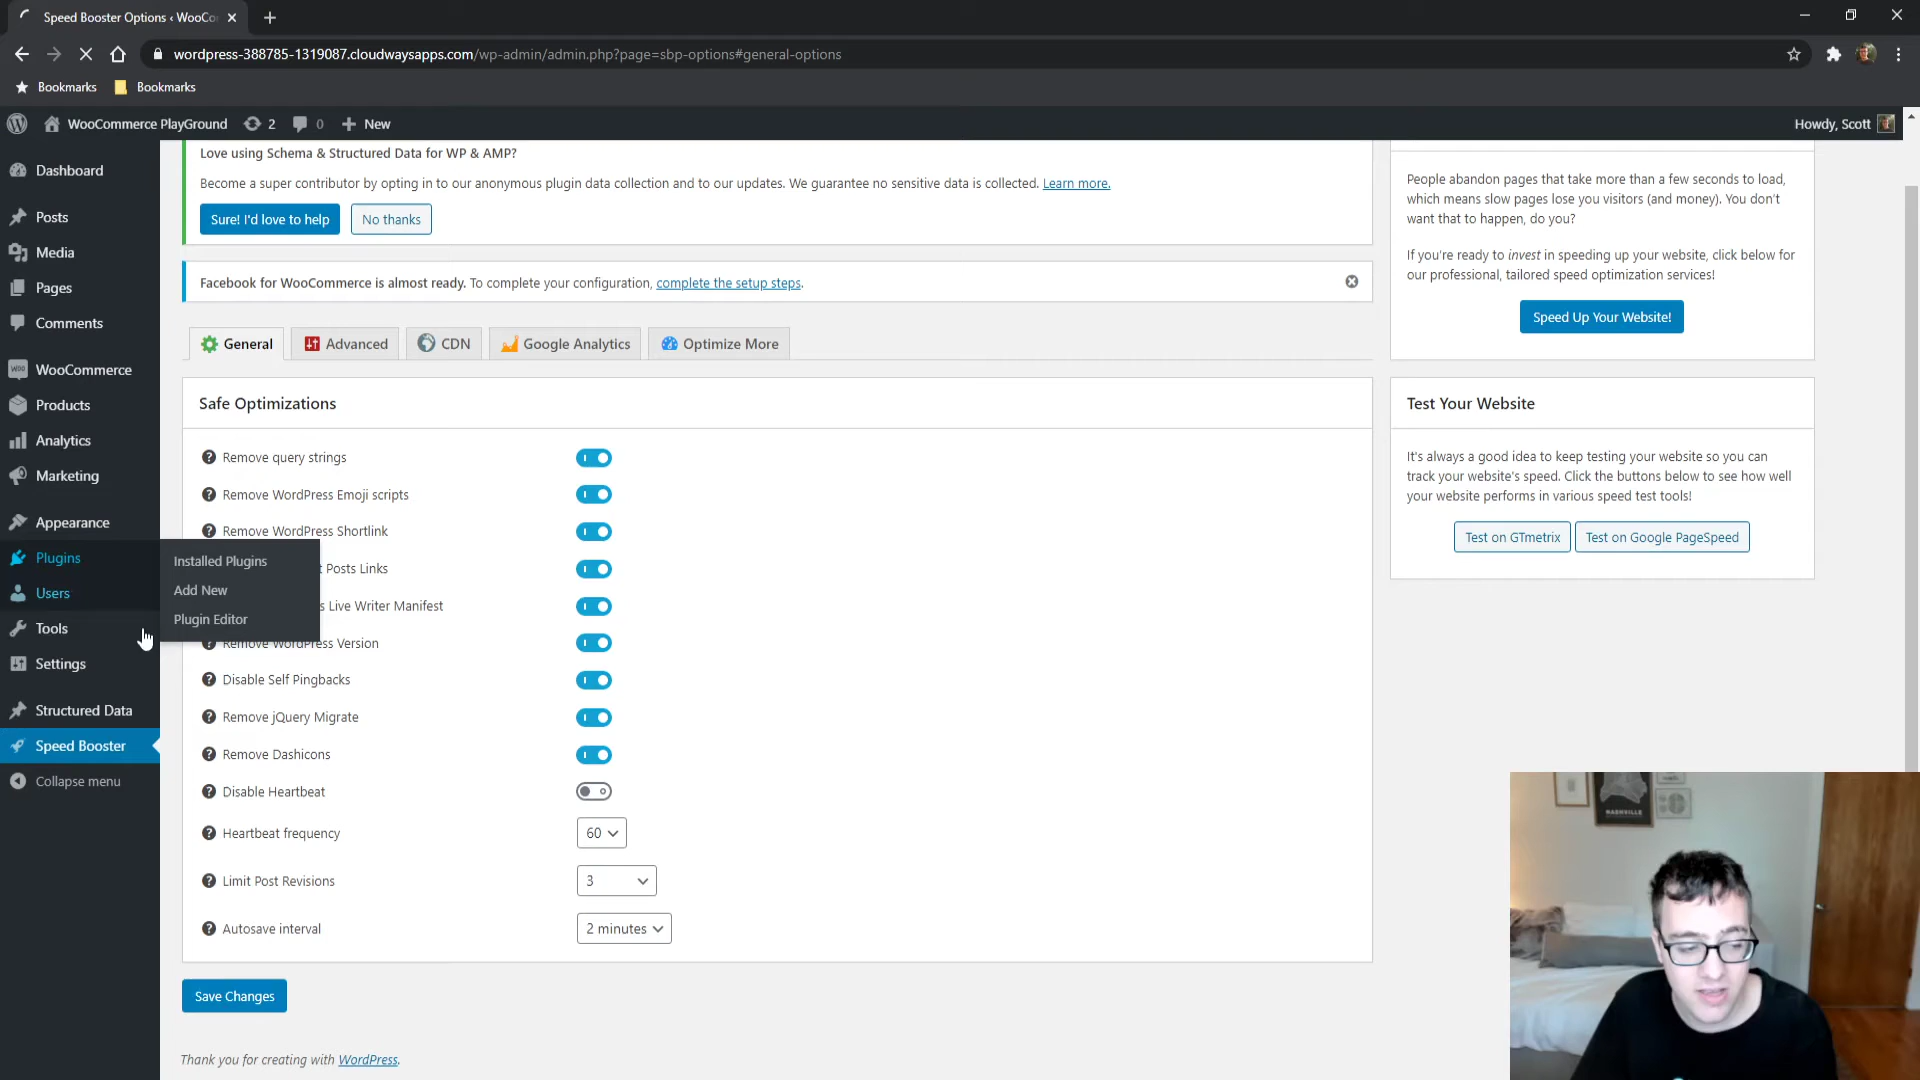 Speed Booster Options ‹ WooCo
wordpress-388785-1319087.cloudwaysapps.com/wp-admin/admin.php?page=sbp-options#general-options
Bookmarks
Bookmarks
WooCommerce PlayGround
2
0
New
Howdy, Scott
Dashboard
Posts
Media
Pages
Comments
WooCommerce
Products
Analytics
Marketing
Appearance
Plugins
Users
Tools
Settings
Structured Data
Speed Booster
Collapse menu
Installed Plugins
Add New
Plugin Editor
Love using Schema & Structured Data for WP & AMP?
Become a super contributor by opting in to our anonymous plugin data collection and to our updates. We guarantee no sensitive data is collected. Learn more.
Sure! I'd love to help
No thanks
Facebook for WooCommerce is almost ready. To complete your configuration, complete the setup steps.
General
Advanced
CDN
Google Analytics
Optimize More
Safe Optimizations
Remove query strings
Remove WordPress Emoji scripts
Remove WordPress Shortlink
t Posts Links
s Live Writer Manifest
Remove WordPress Version
Disable Self Pingbacks
Remove jQuery Migrate
Remove Dashicons
Disable Heartbeat
Heartbeat frequency
60
Limit Post Revisions
3
Autosave interval
2 minutes
Save Changes
Thank you for creating with WordPress.
People abandon pages that take more than a few seconds to load,
which means slow pages lose you visitors (and money). You don't
want that to happen, do you?
If you're ready to invest in speeding up your website, click below for
our professional, tailored speed optimization services!
Speed Up Your Website!
Test Your Website
It's always a good idea to keep testing your website so you can
track your website's speed. Click the buttons below to see how well
your website performs in various speed test tools!
Test on GTmetrix
Test on Google PageSpeed
NASHVILLE